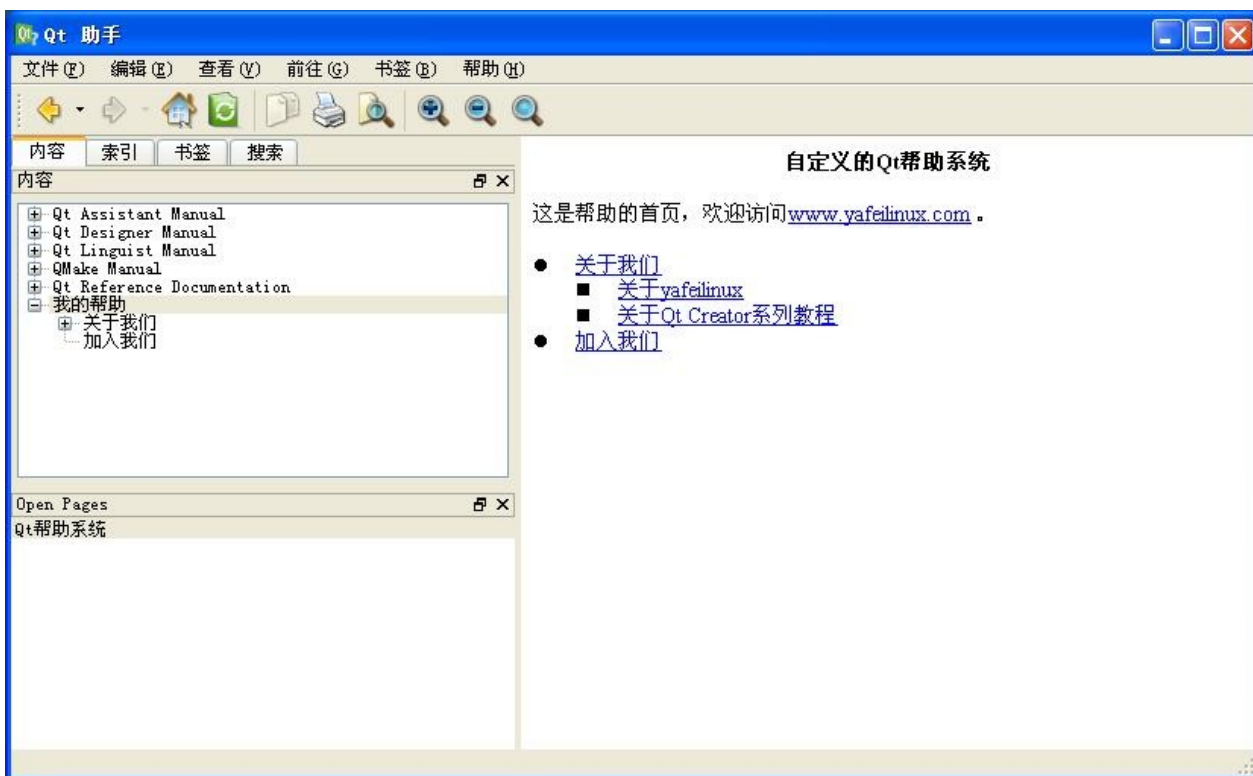 Qt 助手
文件(F) 编辑(E) 查看(V) 前往(G) 书签(B) 帮助(H)
内容 索引 书签 搜索
内容
Qt Assistant Manual
Qt Designer Manual
Qt Linguist Manual
QMake Manual
Qt Reference Documentation
我的帮助
关于我们
加入我们
Open Pages
Qt帮助系统
自定义的Qt帮助系统
这是帮助的首页，欢迎访问www.yafeilinux.com 。
● 关于我们
■ 关于yafeilinux
■ 关于Qt Creator系列教程
● 加入我们